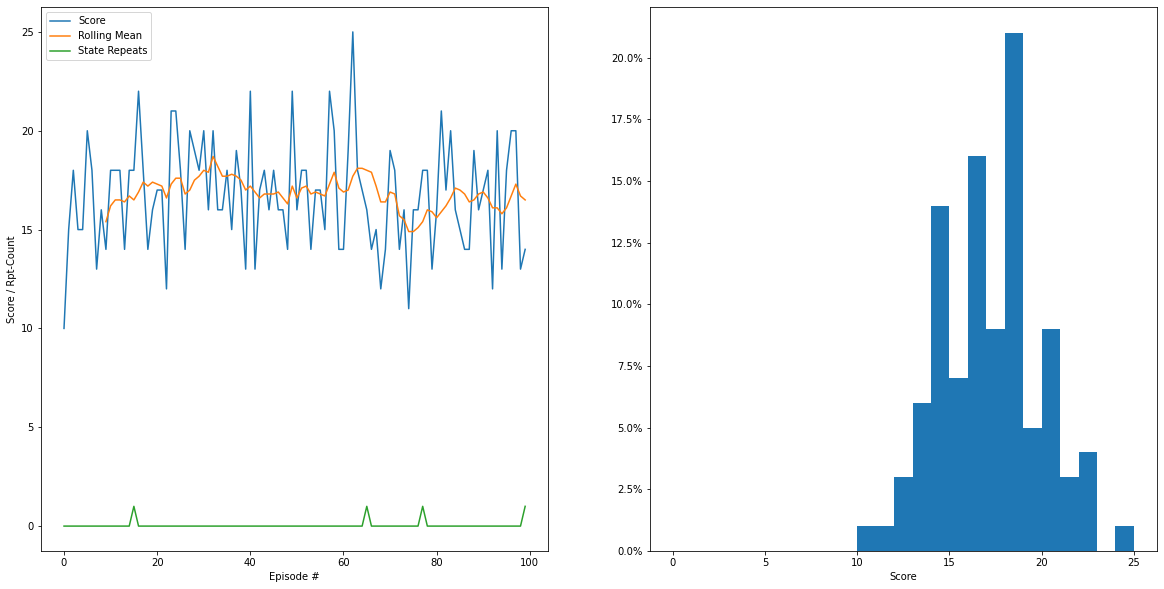 Score
Rolling Mean
State Repeats
25
20
15
10
5
0
Score / Rpt-Count
0 20 40 60 80 100
Episode #
20.0%
17.5%
15.0%
12.5%
10.0%
7.5%
5.0%
2.5%
0.0%
0 5 10 15 20 25
Score